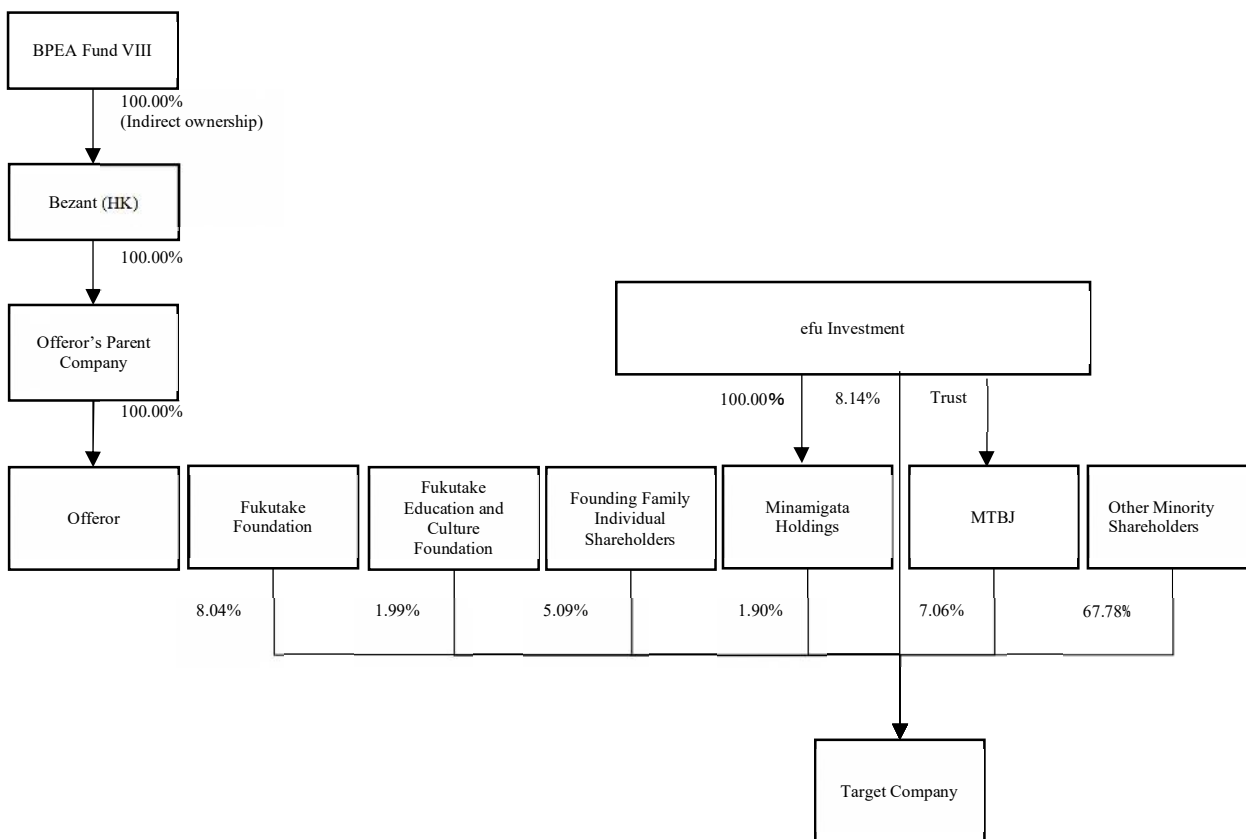 BPEA Fund VIII
100.00%
(Indirect ownership)
Bezant (HK)
100.00%
Offeror's Parent
Company
100.00%
efu Investment
100.00%
8.14%
Trust
Offeror
Fukutake
Foundation
Fukutake
Education and
Culture
Foundation
Founding Family
Individual
Shareholders
Minamigata
Holdings
MTBJ
Other Minority
Shareholders
8.04%
1.99%
5.09%
1.90%
7.06%
67.78%
Target Company